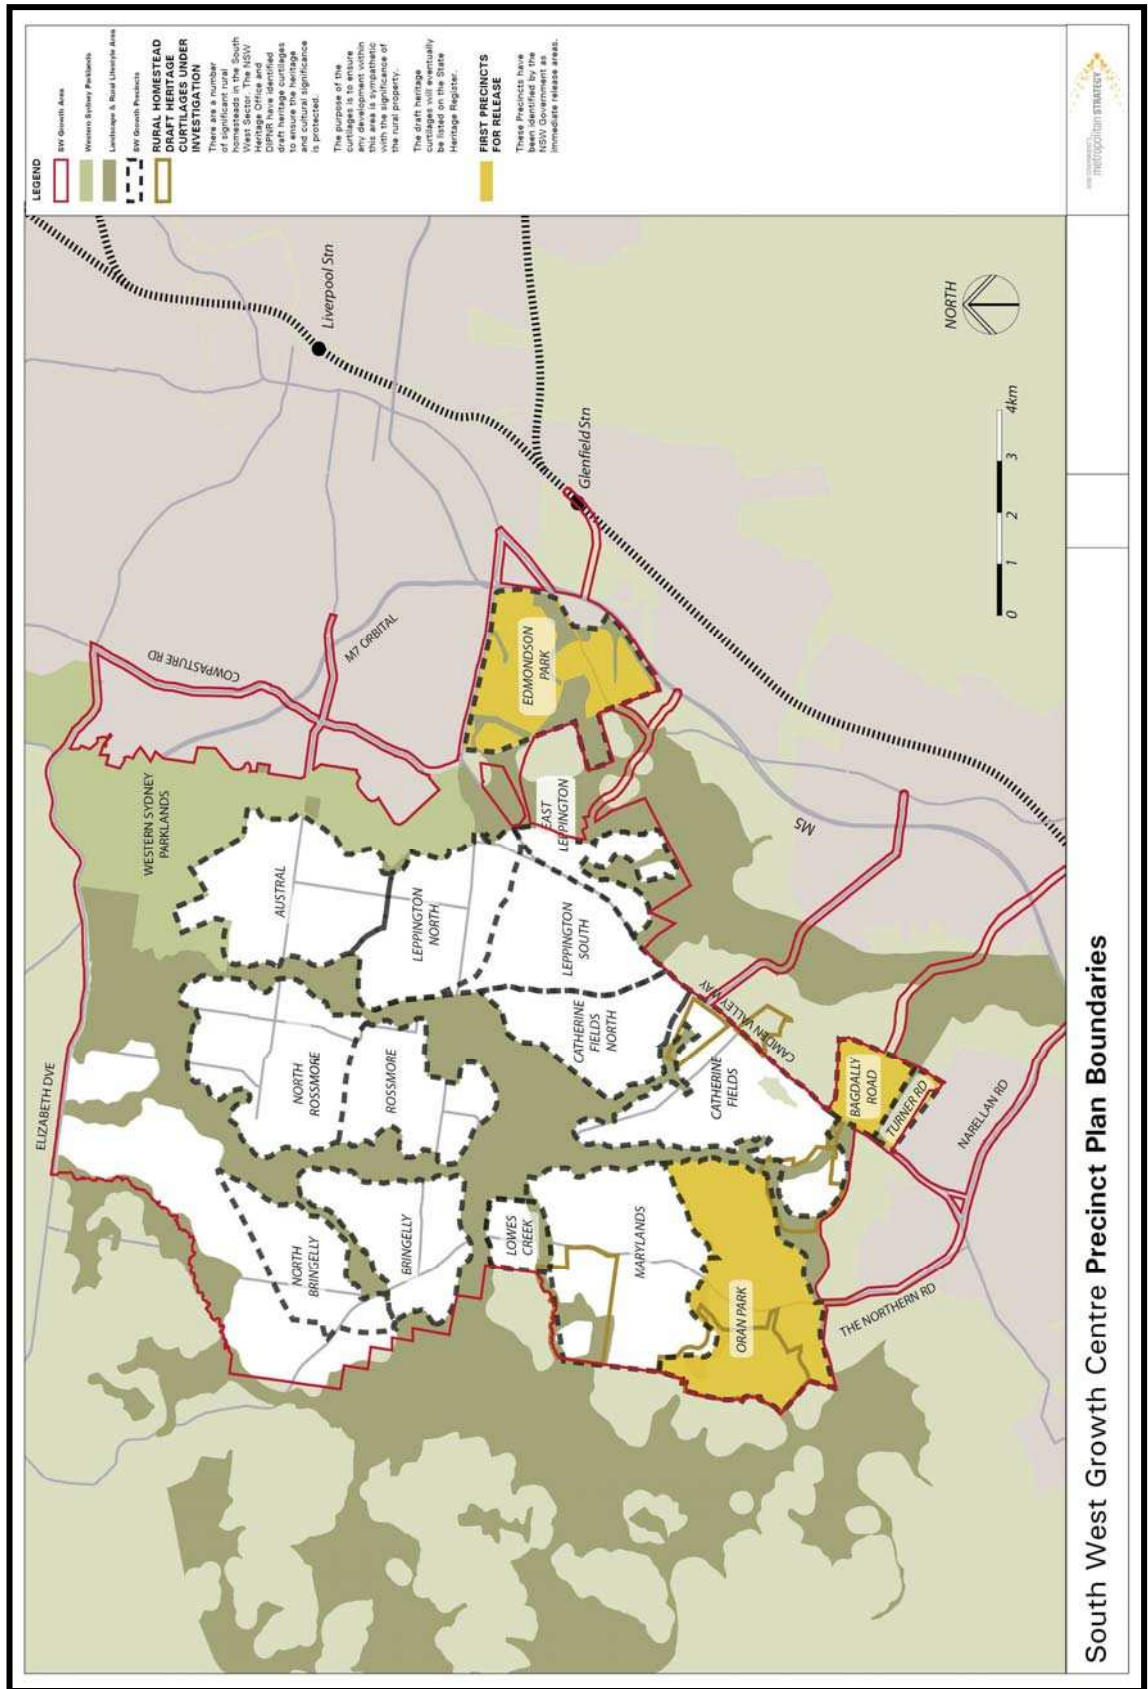 LEGEND
SW Growth Area
Western Sydney Parklands
Landscape & Rural Lifestyle Area
SW Growth Precincts
RURAL HOMESTEAD
DRAFT HERITAGE
CURTILAGES UNDER
INVESTIGATION
There are a number
of significant rural
homesteads in the South
West Sector. The NSW
Heritage Office and
DIPNR have identified
draft heritage curtilages
to ensure the heritage
and cultural significance
is protected.
The purpose of the
curtilages is to ensure
any development within
this area is sympathetic
with the significance of
the rural property.
The draft heritage
curtilages will eventually
be listed on the State
Heritage Register.
FIRST PRECINCTS
FOR RELEASE
These Precincts have
been identified by the
NSW Government as
immediate release areas.
ELIZABETH DVE
WESTERN SYDNEY
PARKLANDS
COWPASTURE RD
M7 ORBITAL
Liverpool Stn
AUSTRAL
NORTH
ROSSMORE
NORTH
BRINGELLY
BRINGELLY
ROSSMORE
LEPPINGTON
NORTH
LOWES
CREEK
CATHERINE
FIELDS
NORTH
LEPPINGTON
SOUTH
EAST
LEPPINGTON
EDMONDSON
PARK
Glenfield Stn
MARYLANDS
CATHERINE
FIELDS
CAMDEN VALLEY WAY
M5
ORAN PARK
BAGDALLY
ROAD
TURNER RD
THE NORTHERN RD
NARELLAN RD
NORTH
0 1 2 3 4km
South West Growth Centre Precinct Plan Boundaries
metropolitan STRATEGY